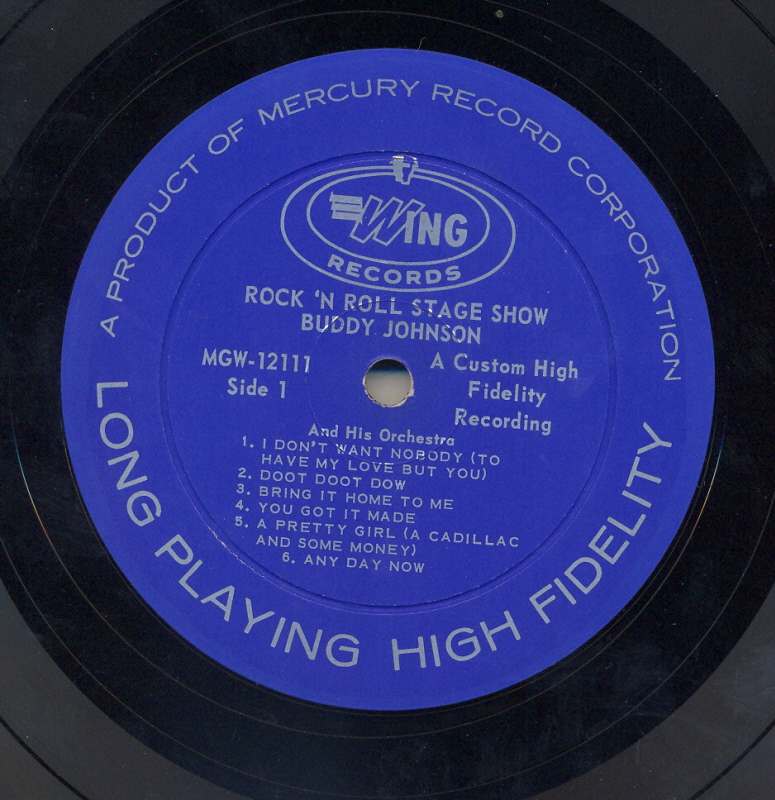 A PRODUCT OF MERCURY RECORD CORPORATION
WING
RECORDS
ROCK 'N ROLL STAGE SHOW
BUDDY JOHNSON
MGW-12111
Side 1
A Custom High
Fidelity
Recording
And His Orchestra
1. I DON'T WANT NOBODY (TO
HAVE MY LOVE BUT YOU)
2. DOOT DOOT DOW
3. BRING IT HOME TO ME
4. YOU GOT IT MADE
5. A PRETTY GIRL (A CADILLAC
AND SOME MONEY)
6. ANY DAY NOW
LONG PLAYING HIGH FIDELITY